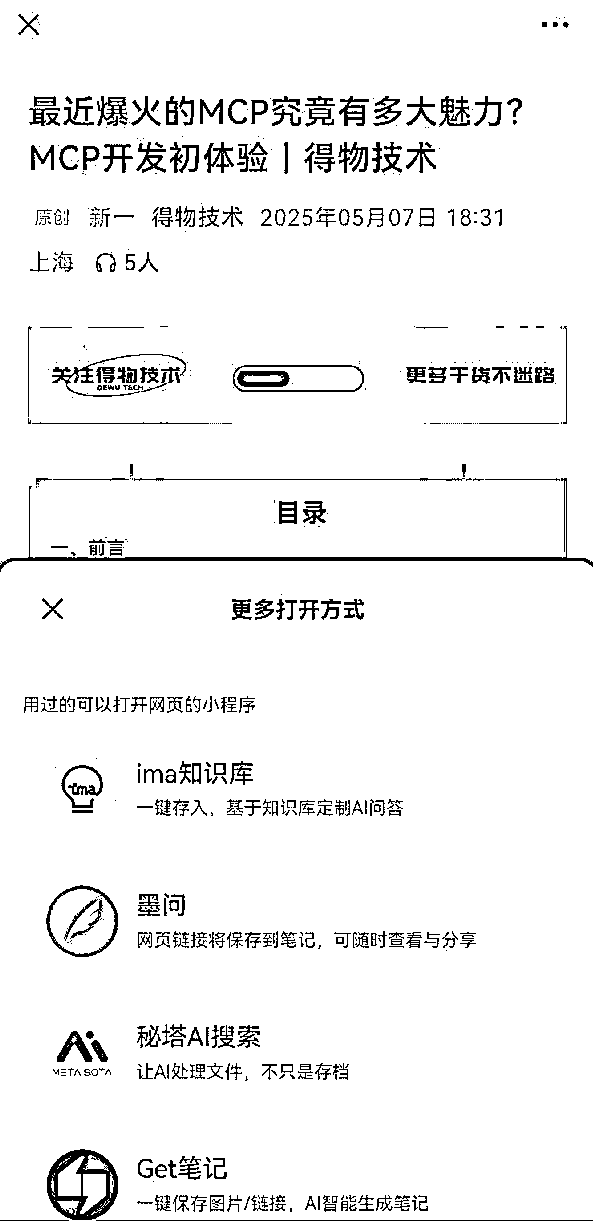 最近爆火的MCP究竟有多大魅力？
MCP开发初体验｜得物技术
原创 新一 得物技术 2025年05月07日 18:31
上海 5人
关注得物技术
DEWU TECH
更多干货不迷路
目录
一、前言
更多打开方式
用过的可以打开网页的小程序
ima
ima知识库
一键存入，基于知识库定制AI问答
墨问
网页链接将保存到笔记，可随时查看与分享
秘塔AI搜索
METASOTA
让AI处理文件，不只是存档
Get笔记
一键保存图片/链接，AI智能生成笔记